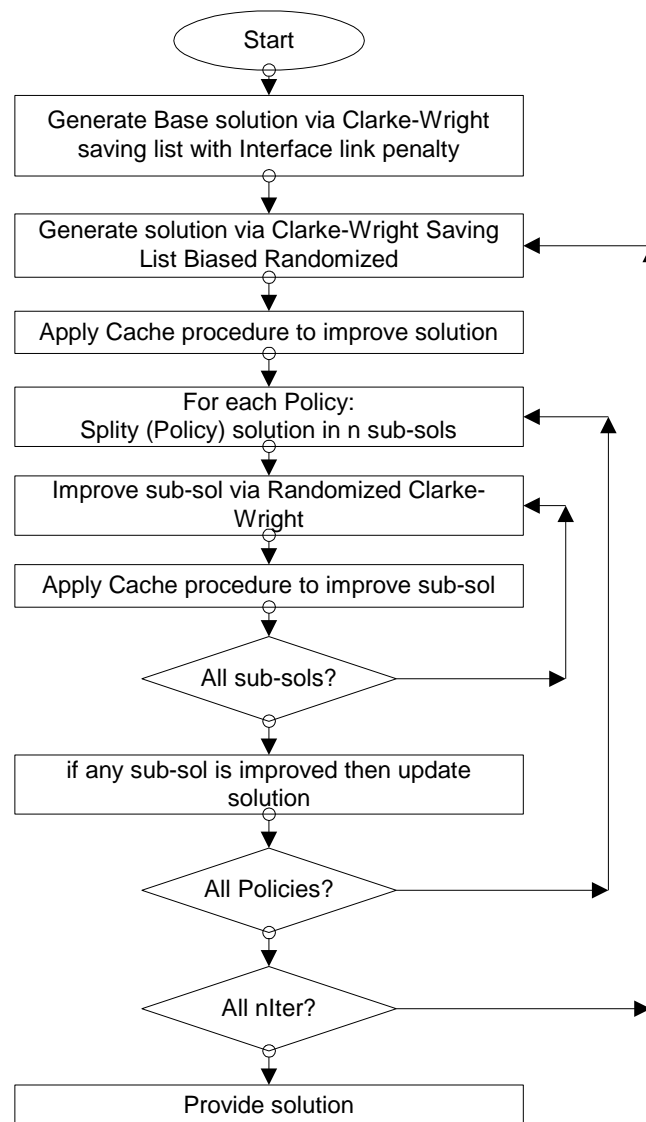 Start
Generate Base solution via Clarke-Wright
saving list with Interface link penalty
Generate solution via Clarke-Wright Saving
List Biased Randomized
Apply Cache procedure to improve solution
For each Policy:
Splity (Policy) solution in n sub-sols
Improve sub-sol via Randomized Clarke-
Wright
Apply Cache procedure to improve sub-sol
All sub-sols?
if any sub-sol is improved then update
solution
All Policies?
All nIter?
Provide solution